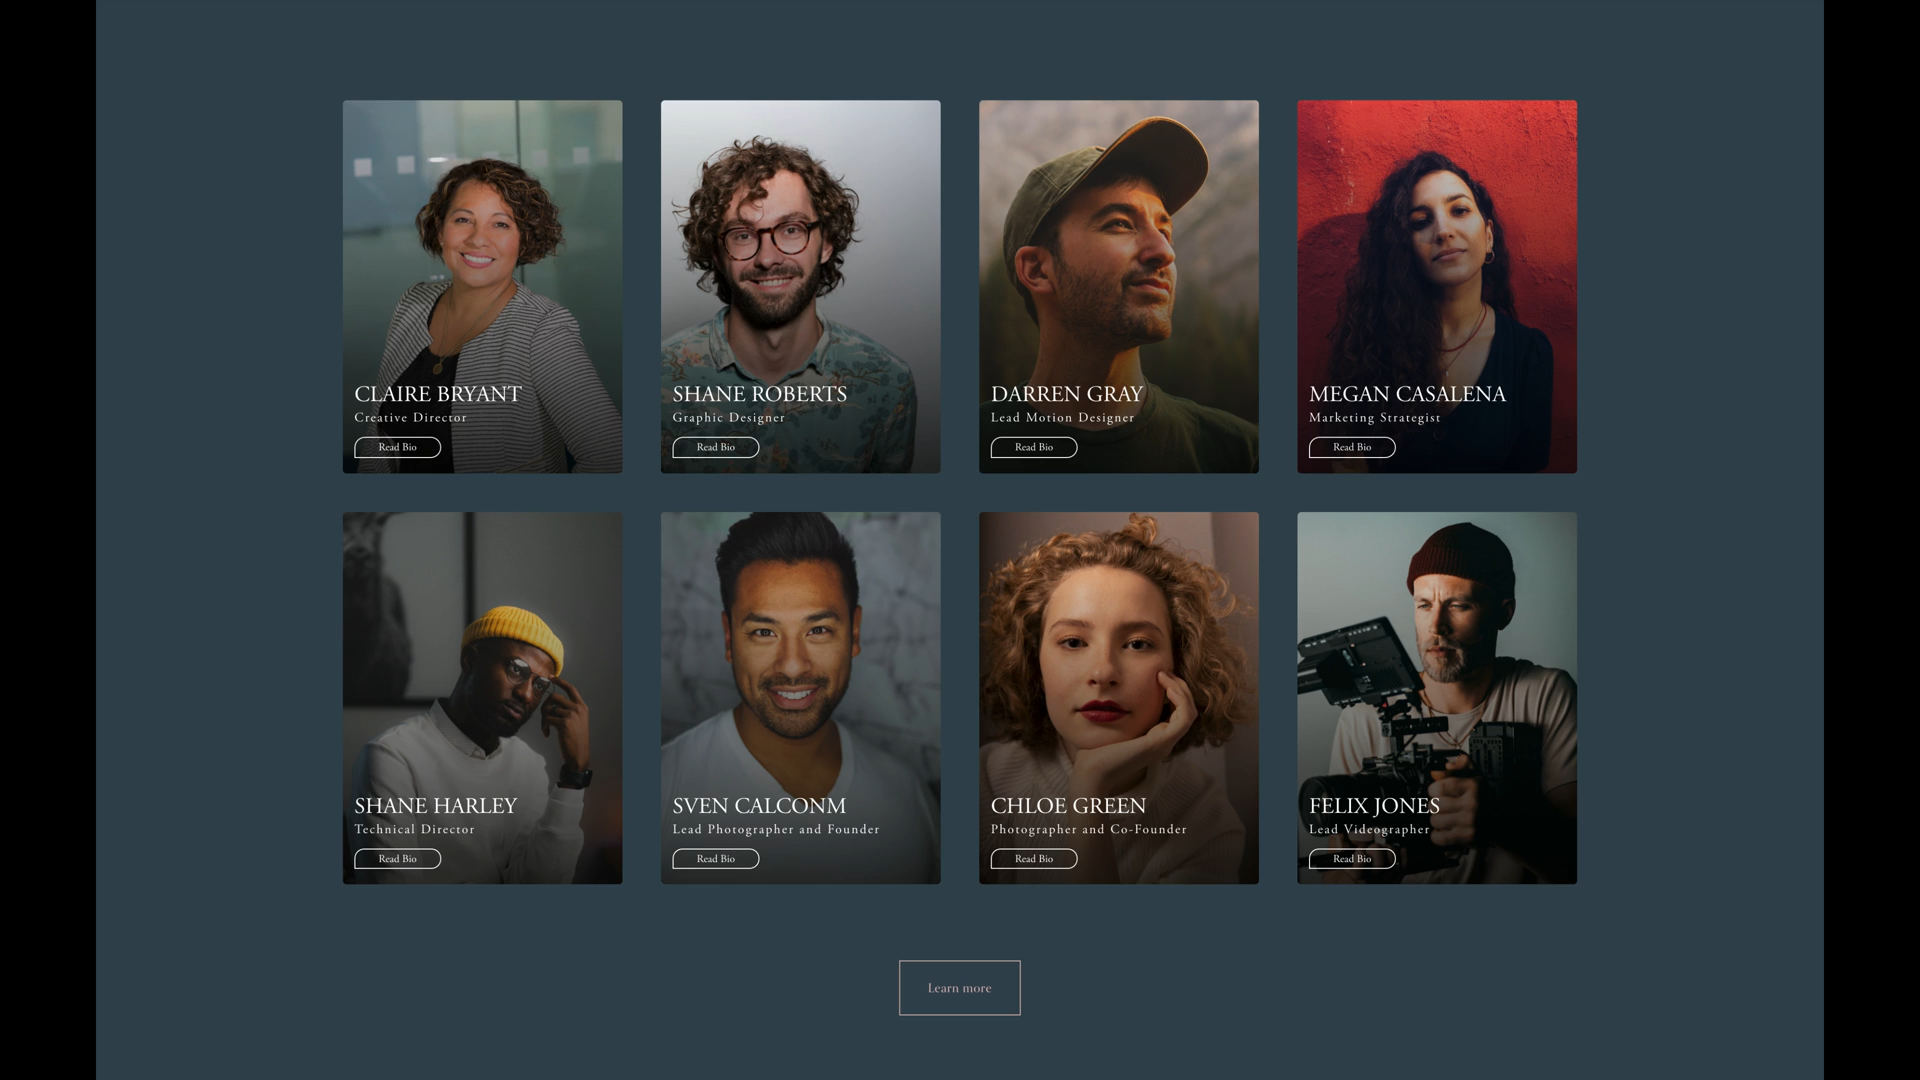 CLAIRE BRYANT
Creative Director
Read Bio
SHANE ROBERTS
Graphic Designer
Read Bio
DARREN GRAY
Lead Motion Designer
Read Bio
MEGAN CASALENA
Marketing Strategist
Read Bio
SHANE HARLEY
Technical Director
Read Bio
SVEN CALCONM
Lead Photographer and Founder
Read Bio
CHLOE GREEN
Photographer and Co-Founder
Read Bio
FELIX JONES
Lead Videographer
Read Bio
Learn more